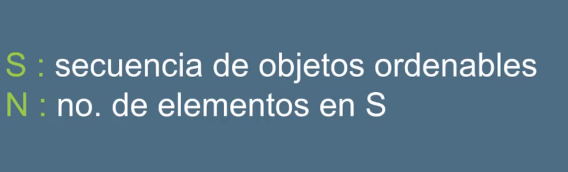 S : secuencia de objetos ordenables
N : no. de elementos en S